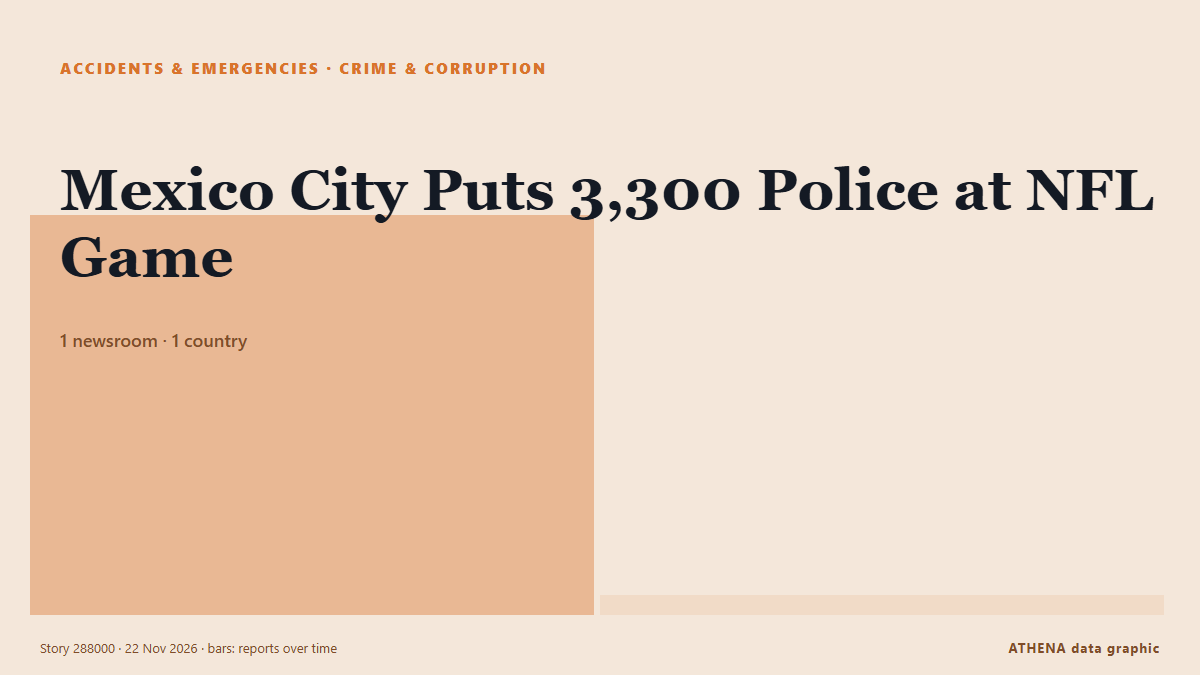 ACCIDENTS & EMERGENCIES · CRIME & CORRUPTION
Mexico City Puts 3,300 Police at NFL
Game
1 newsroom · 1 country
Story 288000 · 22 Nov 2026 · bars: reports over time
ATHENA data graphic